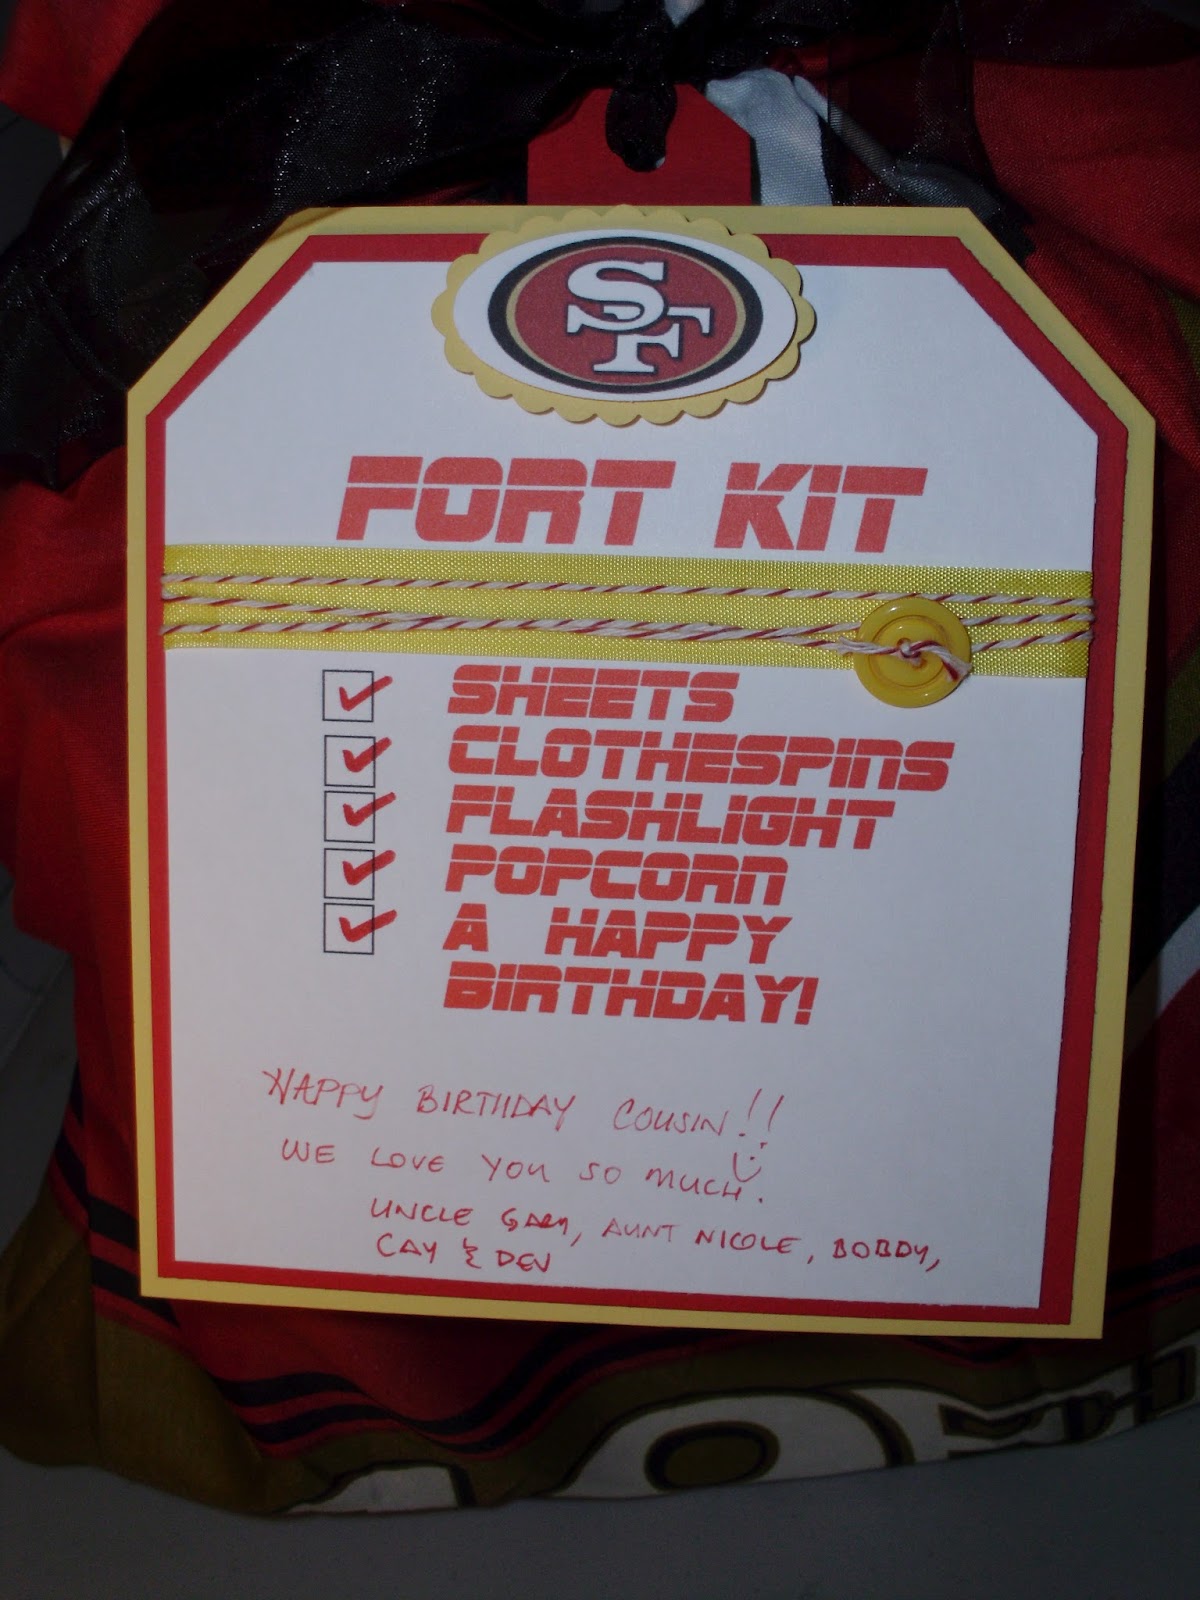 SF
FORT KIT
SHEETS
CLOTHESPINS
FLASHLIGHT
POPCORN
A HAPPY
BIRTHDAY!
HAPPY BIRTHDAY COUSIN!!
WE LOVE YOU SO MUCH.
UNCLE GARY, AUNT NICOLE, BOBBY,
CAY & DEV